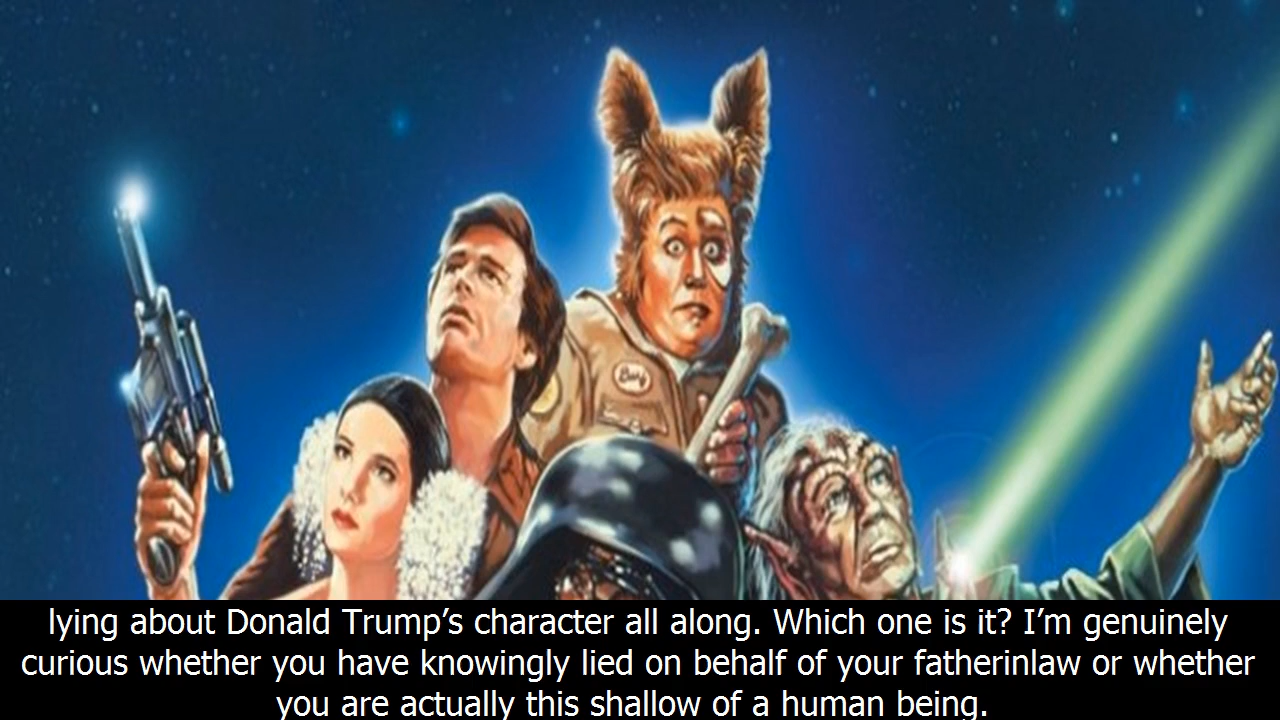 Barf
lying about Donald Trump’s character all along. Which one is it? I’m genuinely
curious whether you have knowingly lied on behalf of your fatherinlaw or whether
you are actually this shallow of a human being.